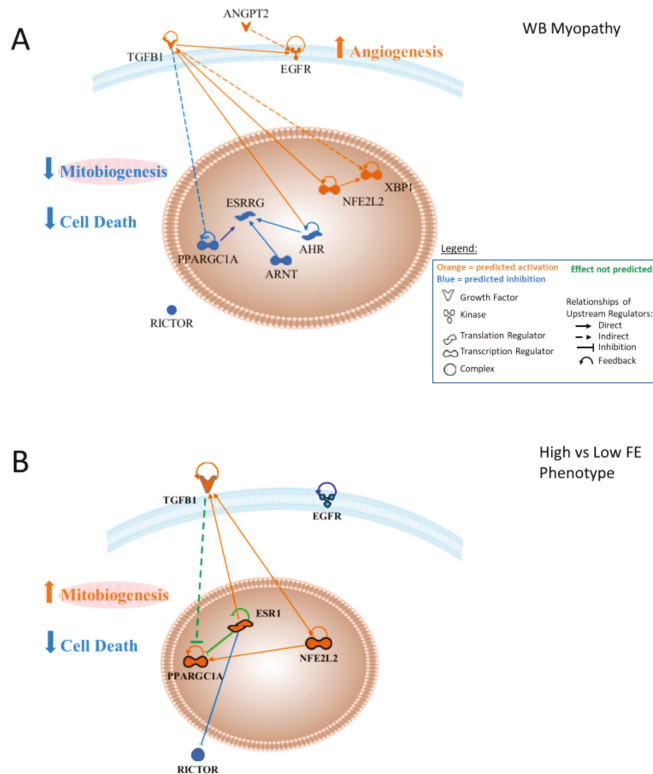 A
WB Myopathy
ANGPT2
TGFB1
EGFR
Angiogenesis
Mitobiogenesis
Cell Death
XBP1
NFE2L2
ESRRG
AHR
PPARGC1A
ARNT
RICTOR
Legend:
Orange = predicted activation
Effect not predicted
Blue = predicted inhibition
Growth Factor
Kinase
Translation Regulator
Transcription Regulator
Complex
Relationships of
Upstream Regulators:
Direct
Indirect
Inhibition
Feedback
B
High vs Low FE
Phenotype
TGFB1
EGFR
Mitobiogenesis
Cell Death
ESR1
NFE2L2
PPARGC1A
RICTOR